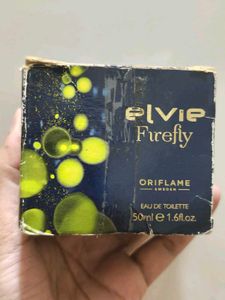 elvie
Firefly
ORIFLAME
SWEDEN
EAU DE TOILETTE
50ml ℮ 1.6fl.oz.